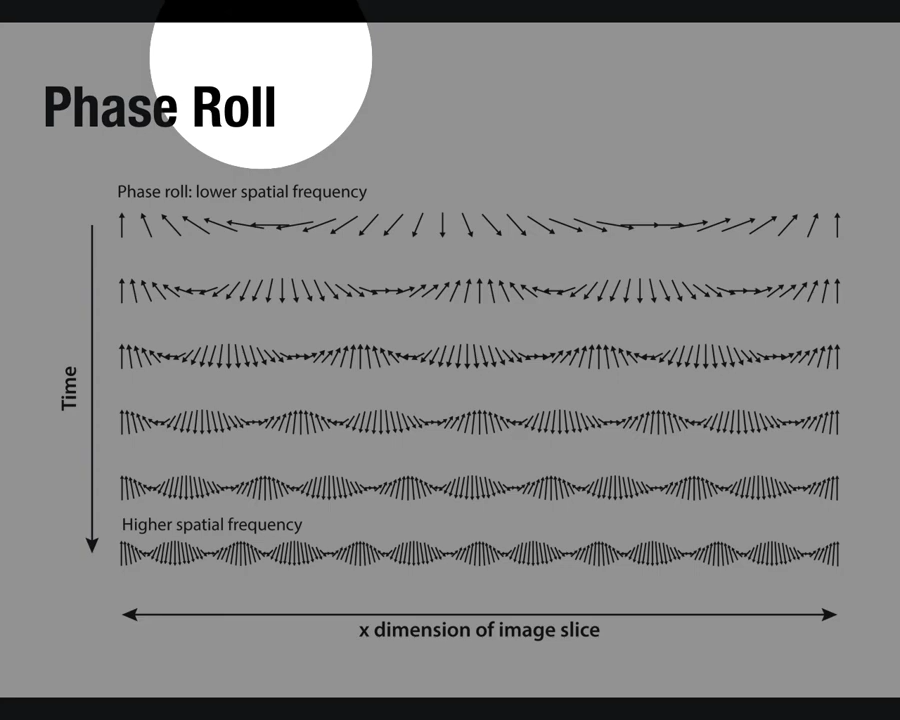 Phase Roll
Phase roll: lower spatial frequency
Time
Higher spatial frequency
x dimension of image slice